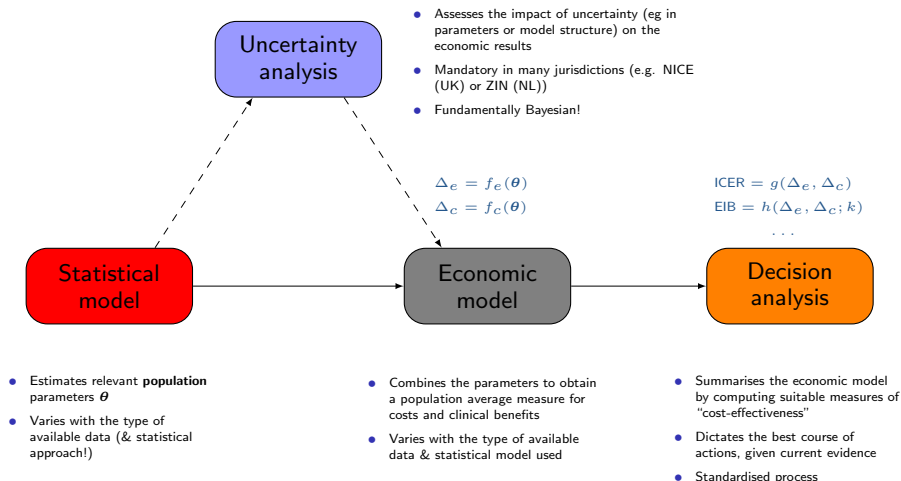 Uncertainty
analysis
• Assesses the impact of uncertainty (eg in
parameters or model structure) on the
economic results
• Mandatory in many jurisdictions (e.g. NICE
(UK) or ZIN (NL))
• Fundamentally Bayesian!
Δe = fe(θ)
Δc = fc(θ)
ICER = g(Δe, Δc)
EIB = h(Δe, Δc; k)
. . .
Statistical
model
Economic
model
Decision
analysis
• Estimates relevant population
parameters θ
• Varies with the type of
available data (& statistical
approach!)
• Combines the parameters to obtain
a population average measure for
costs and clinical benefits
• Varies with the type of available
data & statistical model used
• Summarises the economic model
by computing suitable measures of
“cost-effectiveness”
• Dictates the best course of
actions, given current evidence
• Standardised process